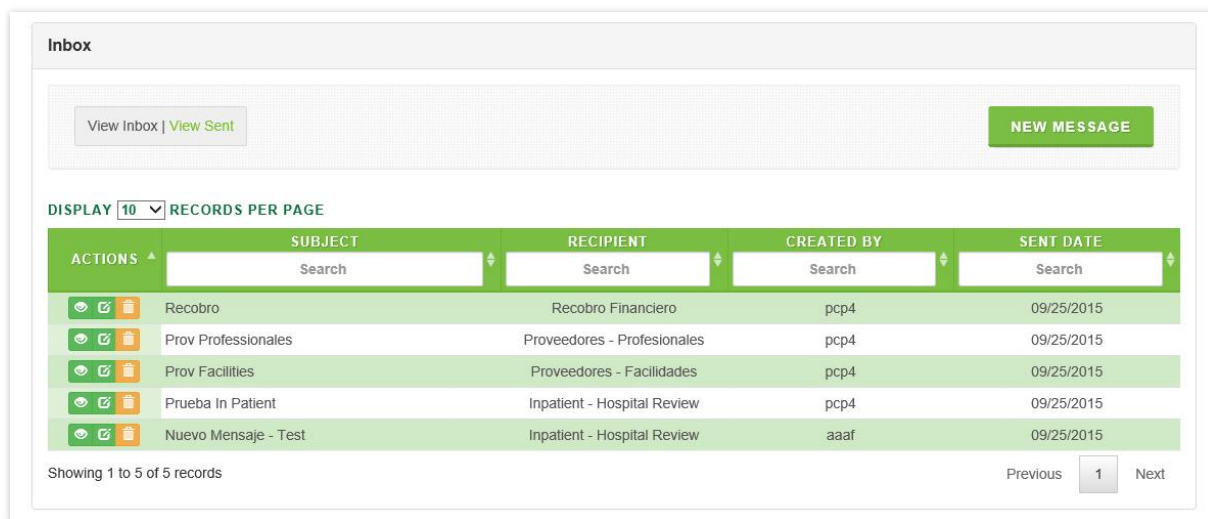 Inbox
View Inbox | View Sent
NEW MESSAGE
DISPLAY 10 RECORDS PER PAGE
ACTIONS SUBJECT RECIPIENT CREATED BY SENT DATE
Search Search Search Search
Recobro Recobro Financiero pcp4 09/25/2015
Prov Professionales Proveedores - Profesionales pcp4 09/25/2015
Prov Facilities Proveedores - Facilidades pcp4 09/25/2015
Prueba In Patient Inpatient - Hospital Review pcp4 09/25/2015
Nuevo Mensaje - Test Inpatient - Hospital Review aaaf 09/25/2015
Showing 1 to 5 of 5 records
Previous 1 Next